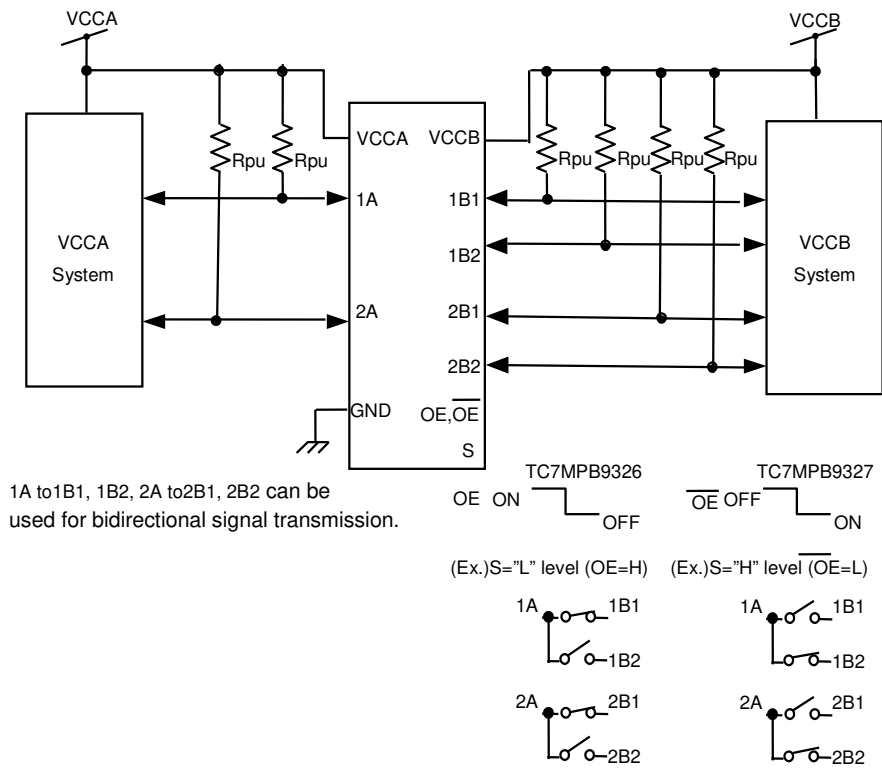 VCCA
VCCB
VCCA
VCCB
Rpu
Rpu
Rpu
Rpu
Rpu
Rpu
1A
1B1
VCCA
System
1B2
VCCB
System
2A
2B1
2B2
GND
OE,OE
S
1A to1B1, 1B2, 2A to2B1, 2B2 can be
used for bidirectional signal transmission.
TC7MPB9326
TC7MPB9327
OE ON
OFF
OE OFF
ON
(Ex.)S=”L” level (OE=H)
(Ex.)S=”H” level (OE=L)
1A
1B1
1B2
1A
1B1
1B2
2A
2B1
2B2
2A
2B1
2B2